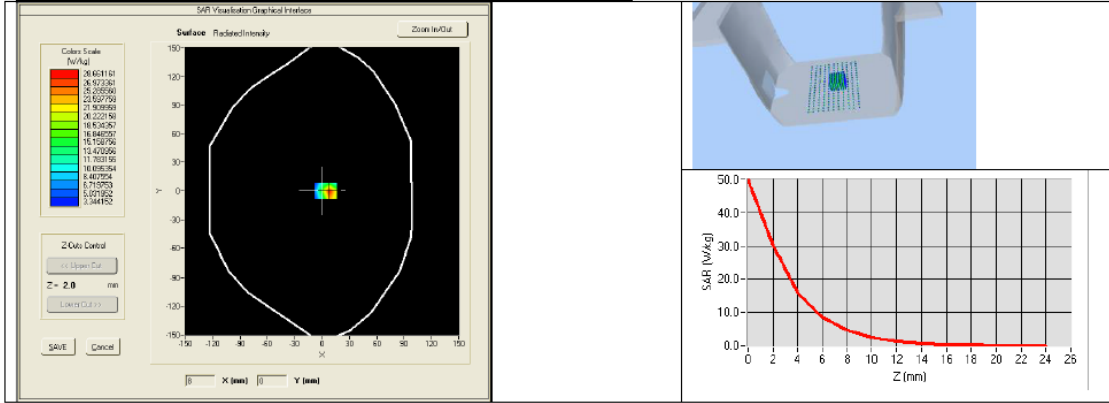 SAR Visualisation Graphical Interface
Surface Radiated Intensity
Zoom In/Out
Colors Scale
(W/kg)
28.661161
26.973361
25.285560
23.597759
21.909959
20.222158
18.534357
16.846557
15.158756
13.470956
11.783155
10.095354
8.407554
6.719753
5.031952
3.344152
Z-Cuts Control
<< Upper Cut
Z = 2.0 mm
Lower Cut >>
SAVE Cancel
150-
120-
90-
60-
30-
0-
-30-
-60-
-90-
-120-
-150-
Y
-150 -120 -90 -60 -30 0 30 60 90 120 150
X
8 X (mm) 0 Y (mm)
50.0-
40.0-
30.0-
20.0-
10.0-
0.0-
SAR (W/kg)
0 2 4 6 8 10 12 14 16 18 20 22 24 26
Z (mm)